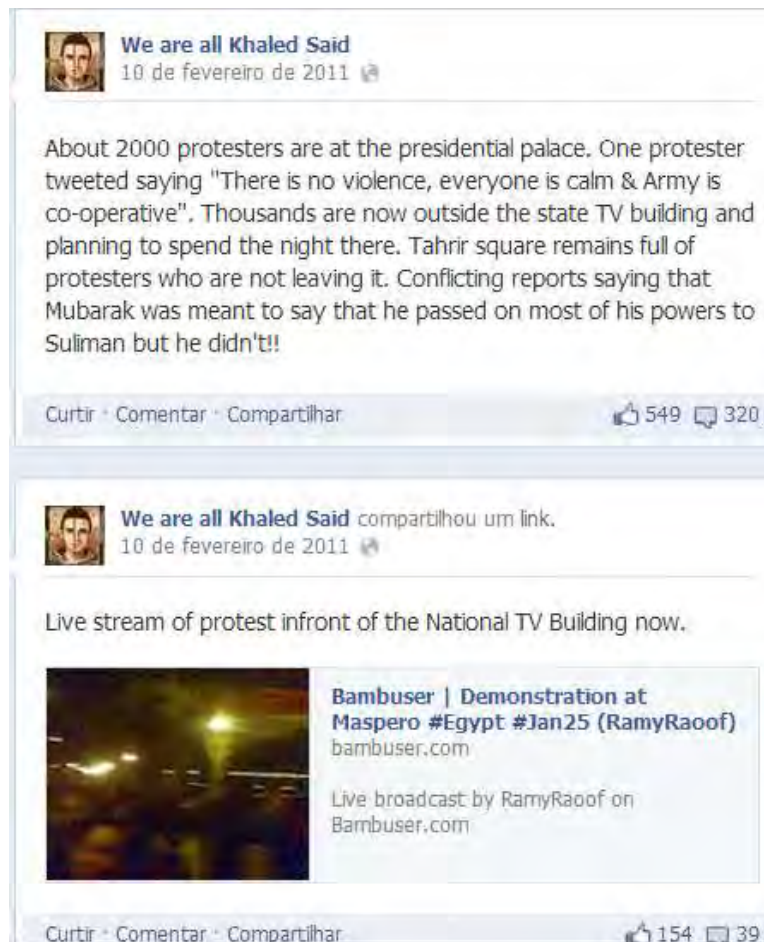 We are all Khaled Said
10 de fevereiro de 2011
About 2000 protesters are at the presidential palace. One protester
tweeted saying "There is no violence, everyone is calm & Army is
co-operative". Thousands are now outside the state TV building and
planning to spend the night there. Tahrir square remains full of
protesters who are not leaving it. Conflicting reports saying that
Mubarak was meant to say that he passed on most of his powers to
Suliman but he didn't!!
Curtir · Comentar · Compartilhar 549 320
We are all Khaled Said compartilhou um link.
10 de fevereiro de 2011
Live stream of protest infront of the National TV Building now.
Bambuser | Demonstration at
Maspero #Egypt #Jan25 (RamyRaoof)
bambuser.com
Live broadcast by RamyRaoof on
Bambuser.com
Curtir · Comentar · Compartilhar 154 39